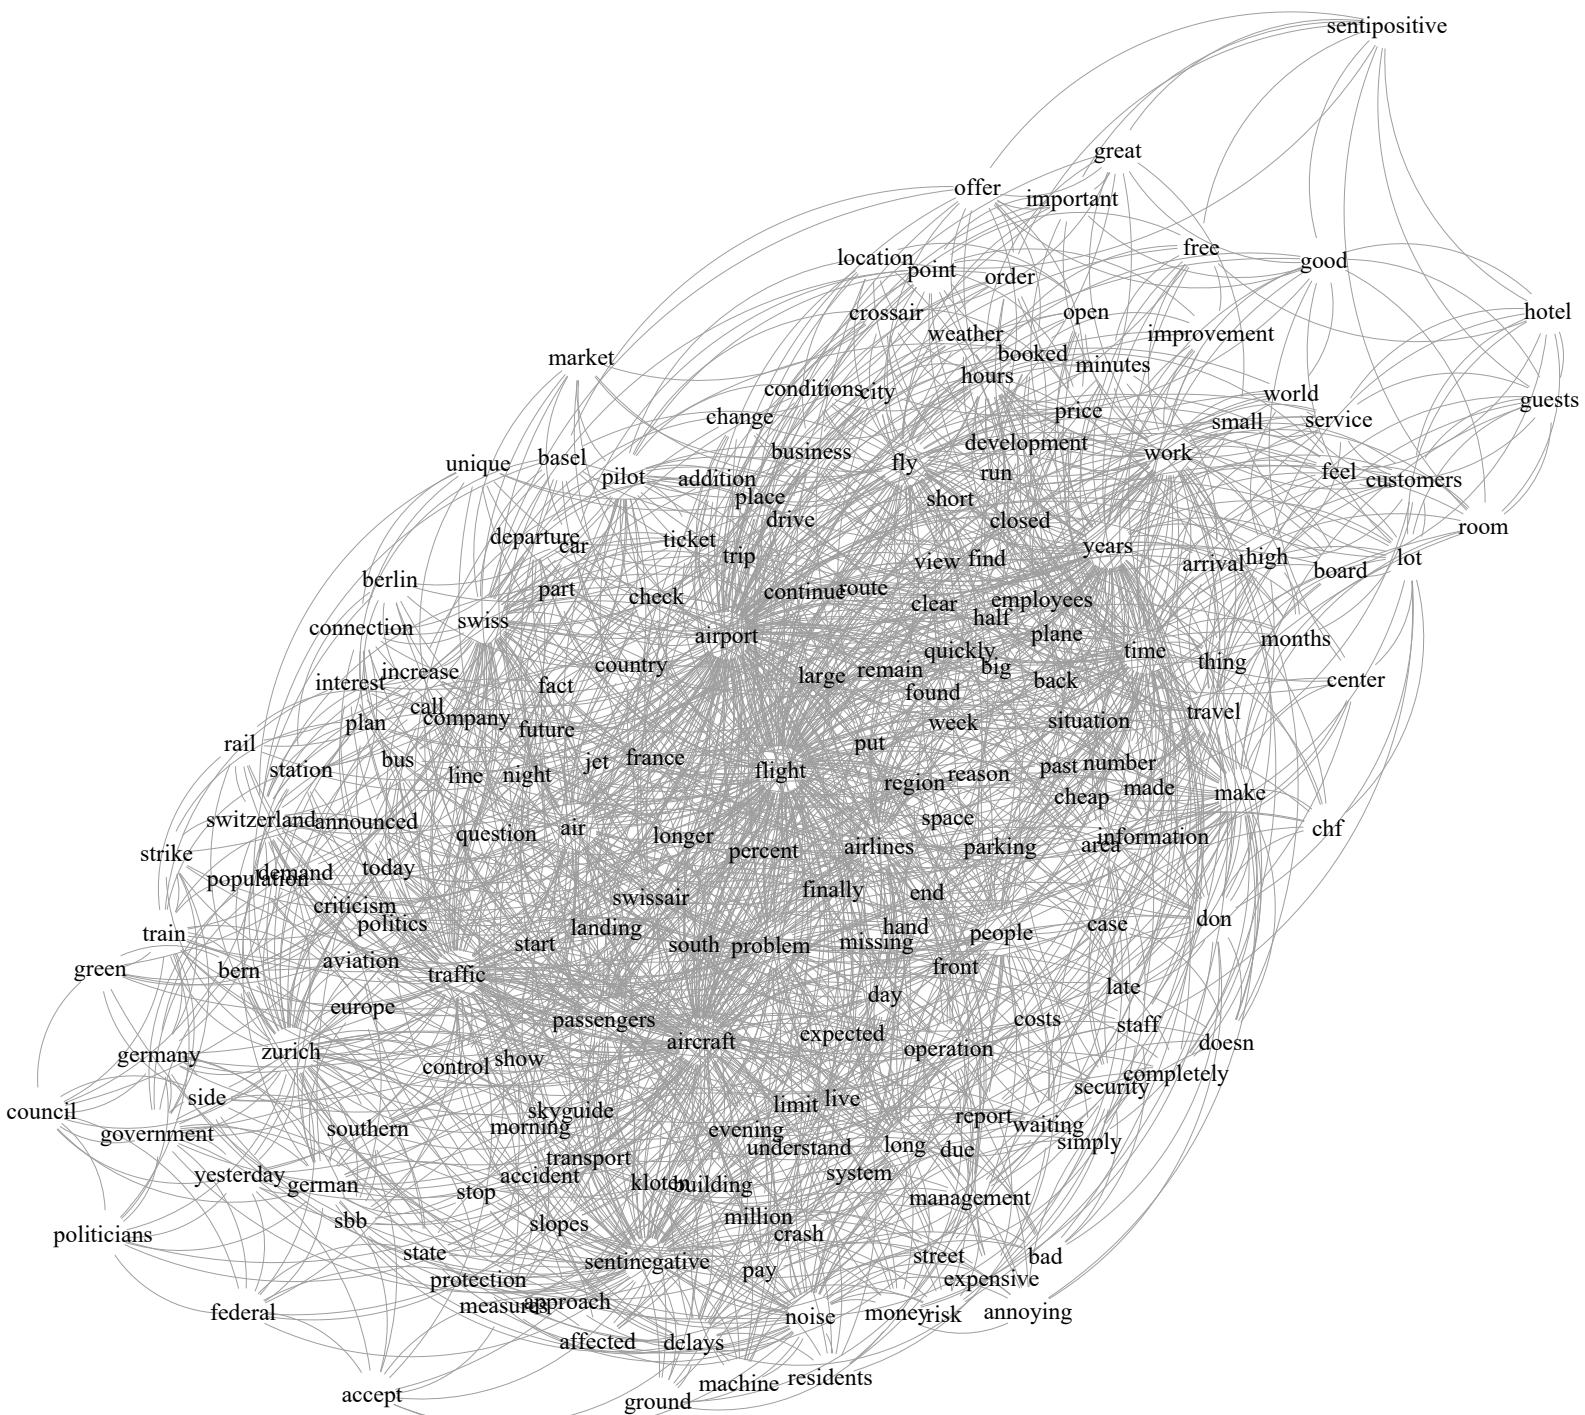 sentipositive
great
offer
important
free
location
point
good
order
crossair
open
hotel
weather
improvement
market
booked
minutes
hours
conditions
city
world
guests
change
price
small
service
business
development
work
unique
basel
fly
pilot
addition
run
feel
customers
place
short
drive
closed
room
departure
car
ticket
trip
years
view
find
arrival
high
lot
board
berlin
part
check
continue
route
clear
employees
half
connection
swiss
airport
plane
months
quickly
time
thing
country
big
increase
interest
fact
large
remain
found
back
center
call
company
plan
future
week
situation
travel
rail
bus
station
line
night
jet
france
put
flight
region
reason
past
number
cheap
made
make
switzerland
announced
question
air
longer
space
chf
strike
percent
airlines
parking
area
information
population
demand
today
swissair
finally
end
criticism
politics
landing
hand
case
don
train
start
south
problem
missing
people
green
bern
aviation
traffic
front
late
europe
day
passengers
expected
costs
staff
germany
zurich
control
show
aircraft
operation
doesn
side
security
completely
council
skyguide
limit
live
government
southern
morning
evening
report
waiting
understand
long
due
simply
yesterday
german
transport
accident
stop
kloten
building
system
management
politicians
sbb
slopes
million
crash
state
sentinegative
street
bad
protection
pay
expensive
federal
measures
approach
noise
money
risk
annoying
affected
delays
accept
ground
machine
residents